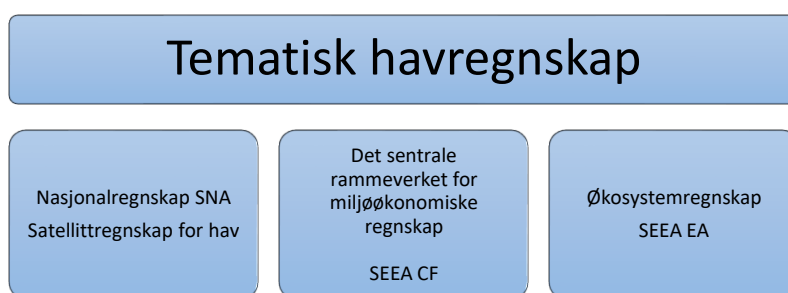 Tematisk havregnskap
Nasjonalregnskap SNA
Satellittregnskap for hav
Det sentrale
rammeverket for
miljøøkonomiske
regnskap
SEEA CF
Økosystemregnskap
SEEA EA